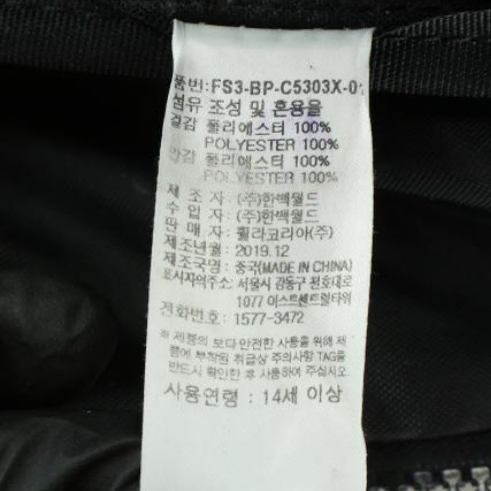 품번:FS3-BP-C5303X-0
섬유 조성 및 혼용율
겉감 폴리에스터 100%
POLYESTER 100%
안감 폴리에스터 100%
POLYESTER 100%
제 조 자: (주)한백월드
수 입 자: (주)한백월드
판 매 자: 휠라코리아(주)
제조년월: 2019.12
제조국명: 중국(MADE IN CHINA)
표시자역주소: 서울시 강동구 천호대로
1077 이스트센트럴타워
전화번호: 1577-3472
※ 제품의 보다 안전한 사용을 위해 제
품에 부착된 취급상 주의사항 TAG를
반드시 확인한 후 사용하여 주십시오.
사용연령 : 14세 이상